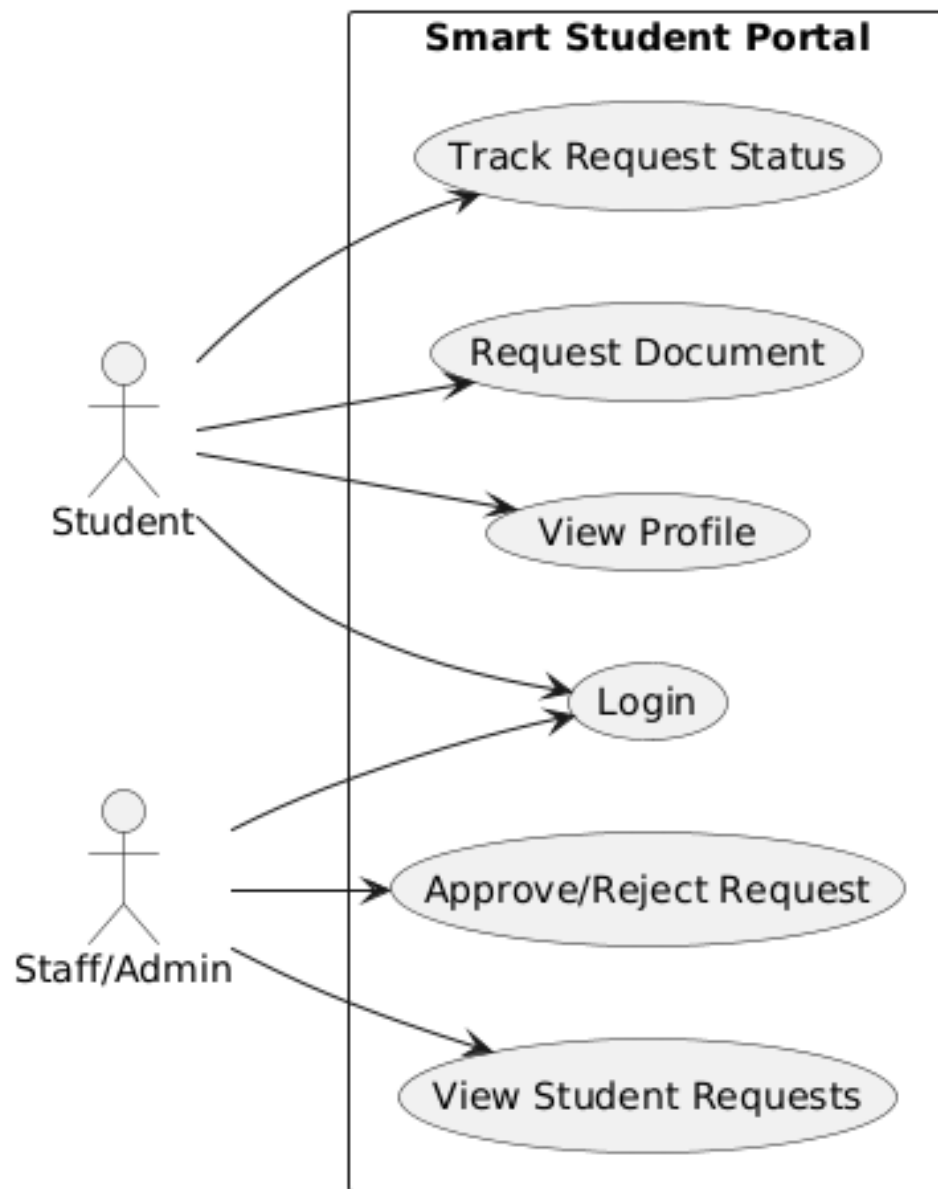 Smart Student Portal
Track Request Status
Request Document
View Profile
Student
Login
Approve/Reject Request
Staff/Admin
View Student Requests